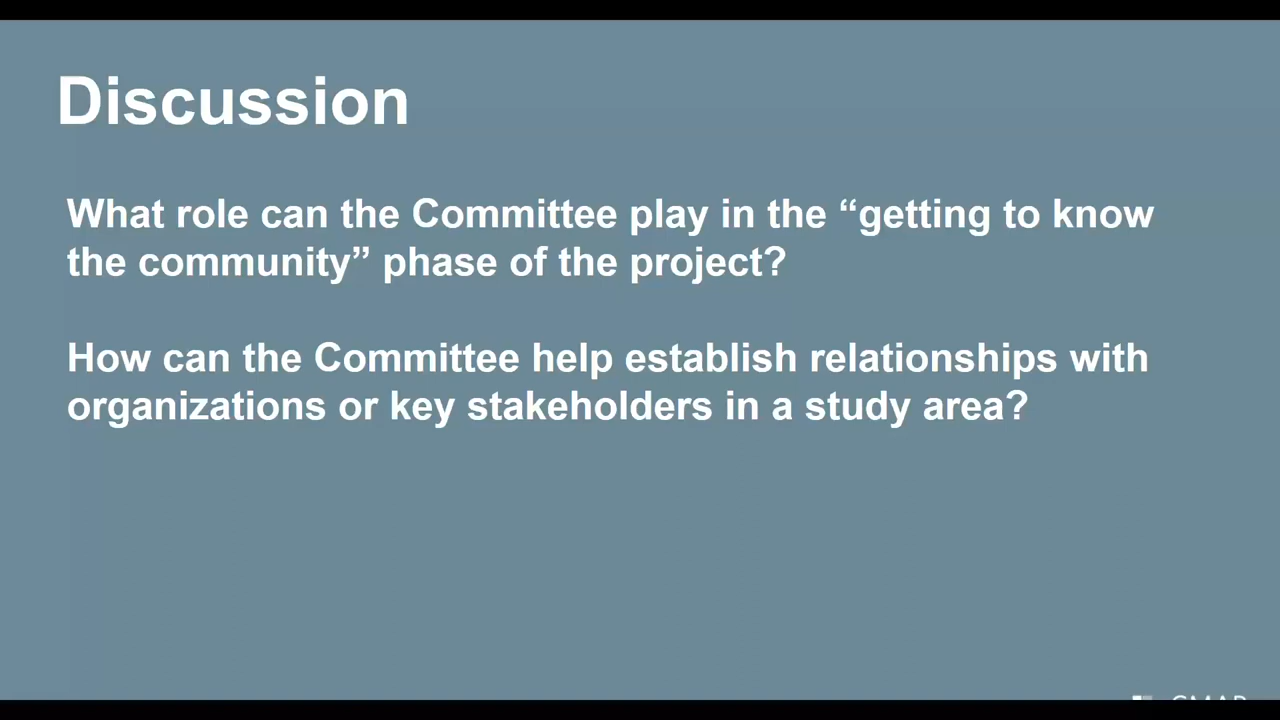 Discussion
What role can the Committee play in the “getting to know
the community” phase of the project?
How can the Committee help establish relationships with
organizations or key stakeholders in a study area?
CMAP